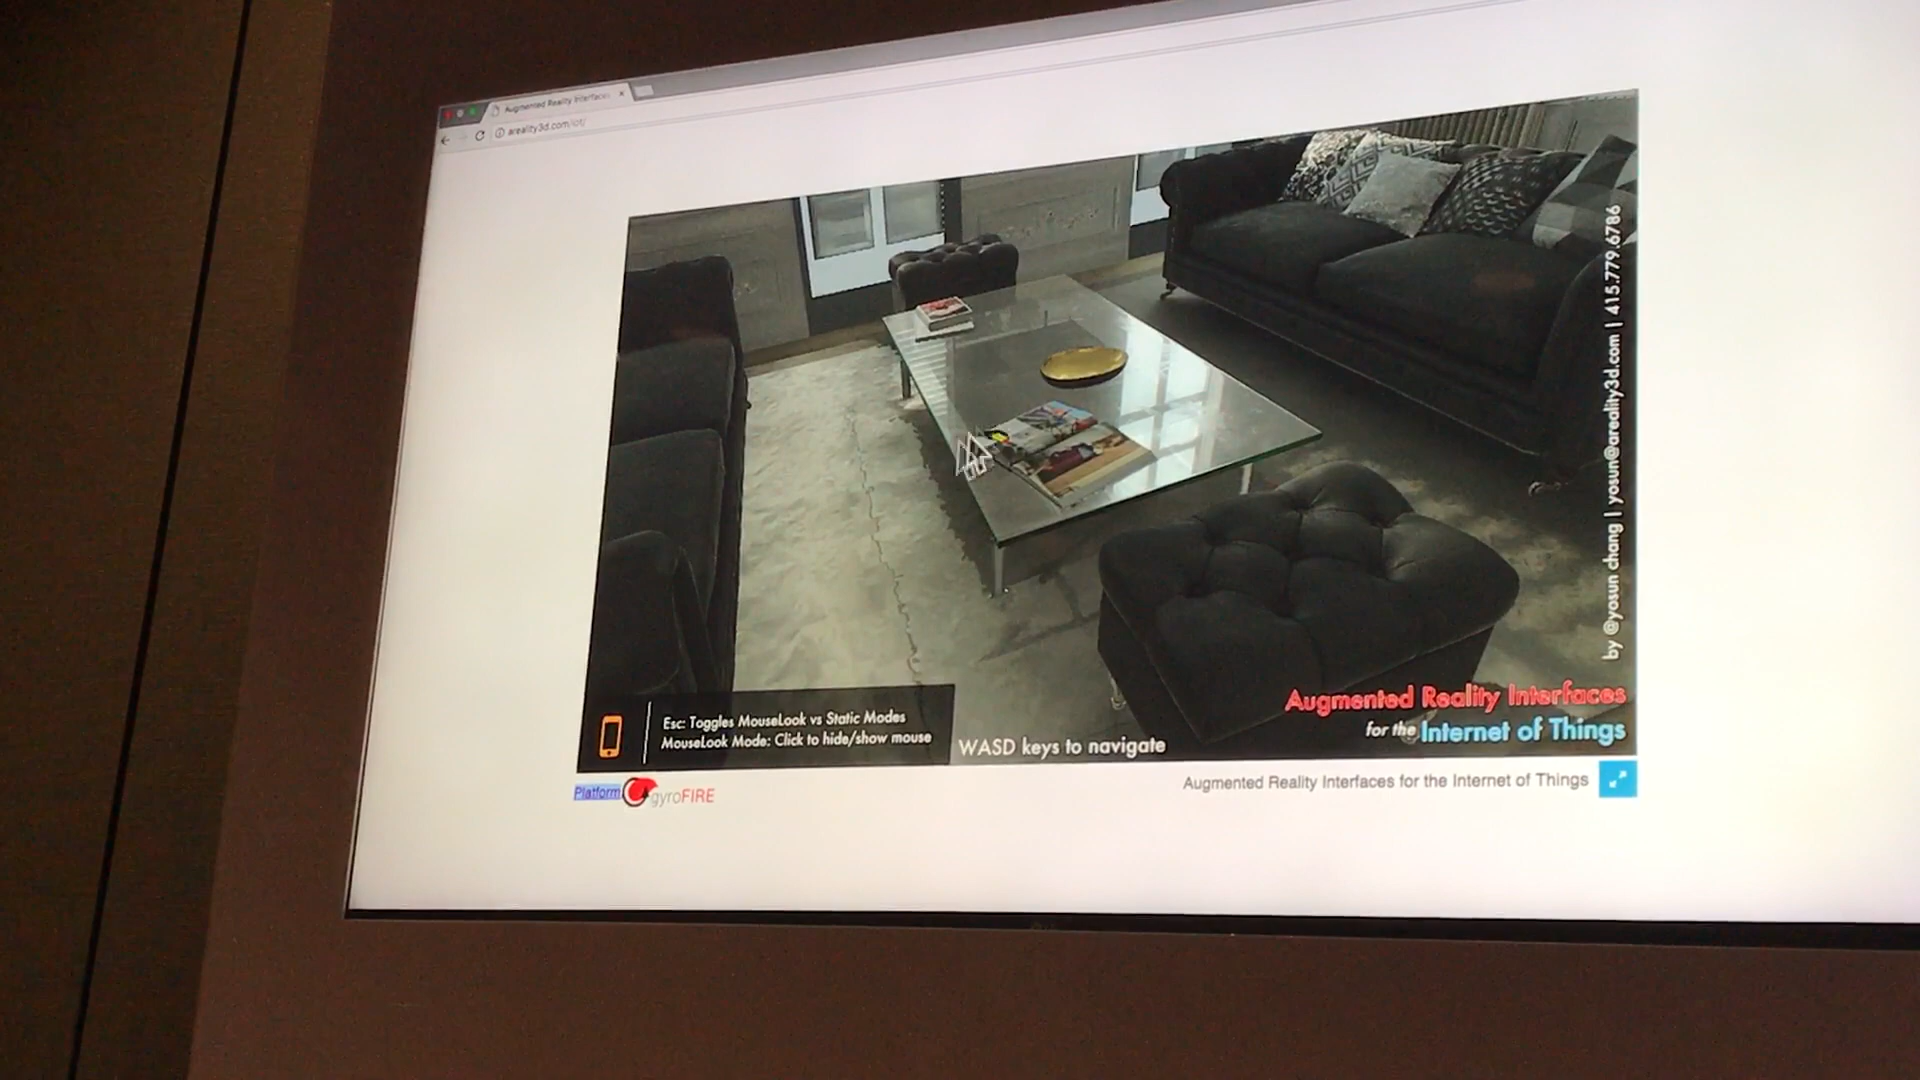 Augmented Reality Interfaces
areality3d.com/iot/
by @yosun chang | yosun@areality3d.com | 415.779.6786
Augmented Reality Interfaces
for the Internet of Things
Esc: Toggles MouseLook vs Static Modes
MouseLook Mode: Click to hide/show mouse
WASD keys to navigate
Platform gyroFIRE
Augmented Reality Interfaces for the Internet of Things